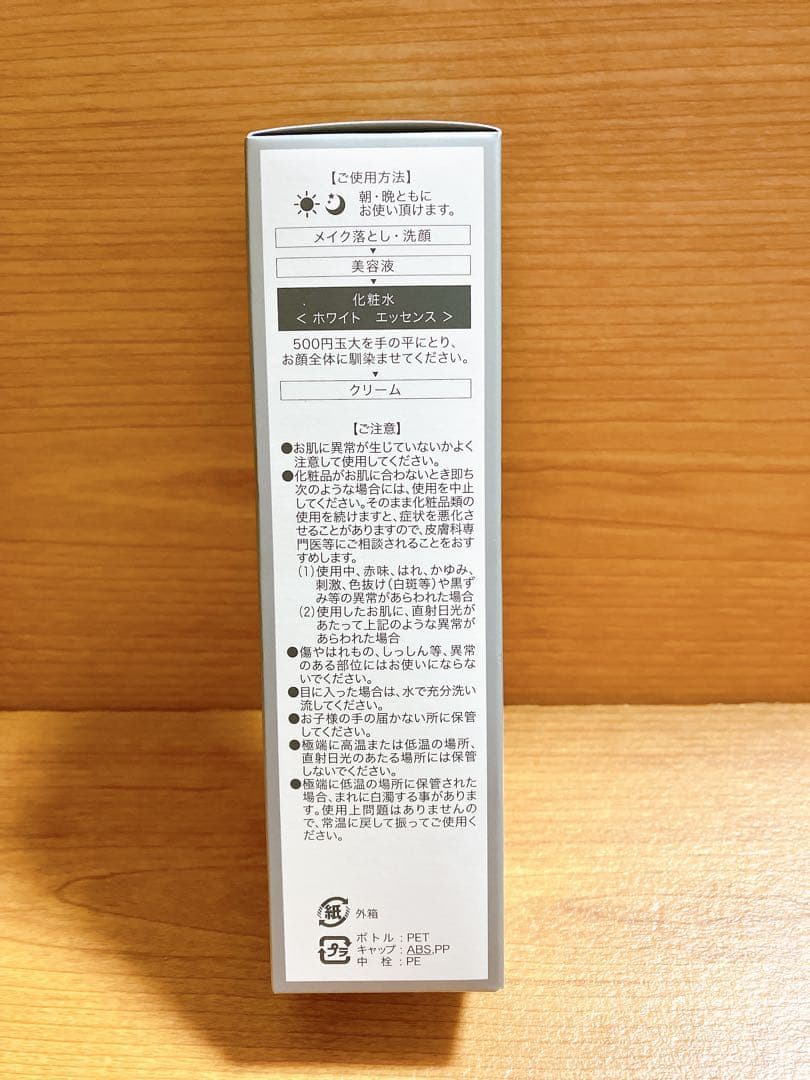 【ご使用方法】
朝・晩ともに
お使い頂けます。
メイク落とし・洗顔
▼
美容液
▼
化粧水
＜ ホワイト　エッセンス ＞
500円玉大を手の平にとり、
お顔全体に馴染ませてください。
▼
クリーム
【ご注意】
●お肌に異常が生じていないかよく
注意して使用してください。
●化粧品がお肌に合わないとき即ち
次のような場合には、使用を中止
してください。そのまま化粧品類の
使用を続けますと、症状を悪化さ
せることがありますので、皮膚科専
門医等にご相談されることをおす
すめします。
(1)使用中、赤味、はれ、かゆみ、
刺激、色抜け(白斑等)や黒ず
み等の異常があらわれた場合
(2)使用したお肌に、直射日光が
あたって上記のような異常が
あらわれた場合
●傷やはれもの、しっしん等、異常
のある部位にはお使いにならな
いでください。
●目に入った場合は、水で充分洗い
流してください。
●お子様の手の届かない所に保管
してください。
●極端に高温または低温の場所、
直射日光のあたる場所には保管
しないでください。
●極端に低温の場所に保管された
場合、まれに白濁する事がありま
す。使用上問題はありませんの
で、常温に戻して振ってご使用く
ださい。
紙 外箱
プラ ボトル : PET
キャップ : ABS,PP
中　栓 : PE